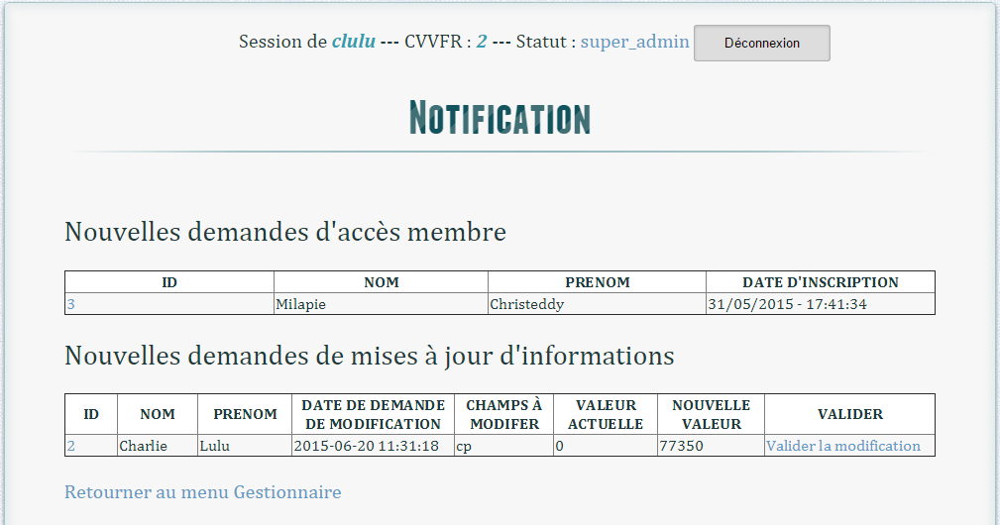 Session de clulu --- CVVFR : 2 --- Statut : super_admin Déconnexion
Notification
Nouvelles demandes d'accès membre
ID NOM PRENOM DATE D'INSCRIPTION
3 Milapie Christeddy 31/05/2015 - 17:41:34
Nouvelles demandes de mises à jour d'informations
ID NOM PRENOM DATE DE DEMANDE DE MODIFICATION CHAMPS À MODIFER VALEUR ACTUELLE NOUVELLE VALEUR VALIDER
2 Charlie Lulu 2015-06-20 11:31:18 cp 0 77350 Valider la modification
Retourner au menu Gestionnaire